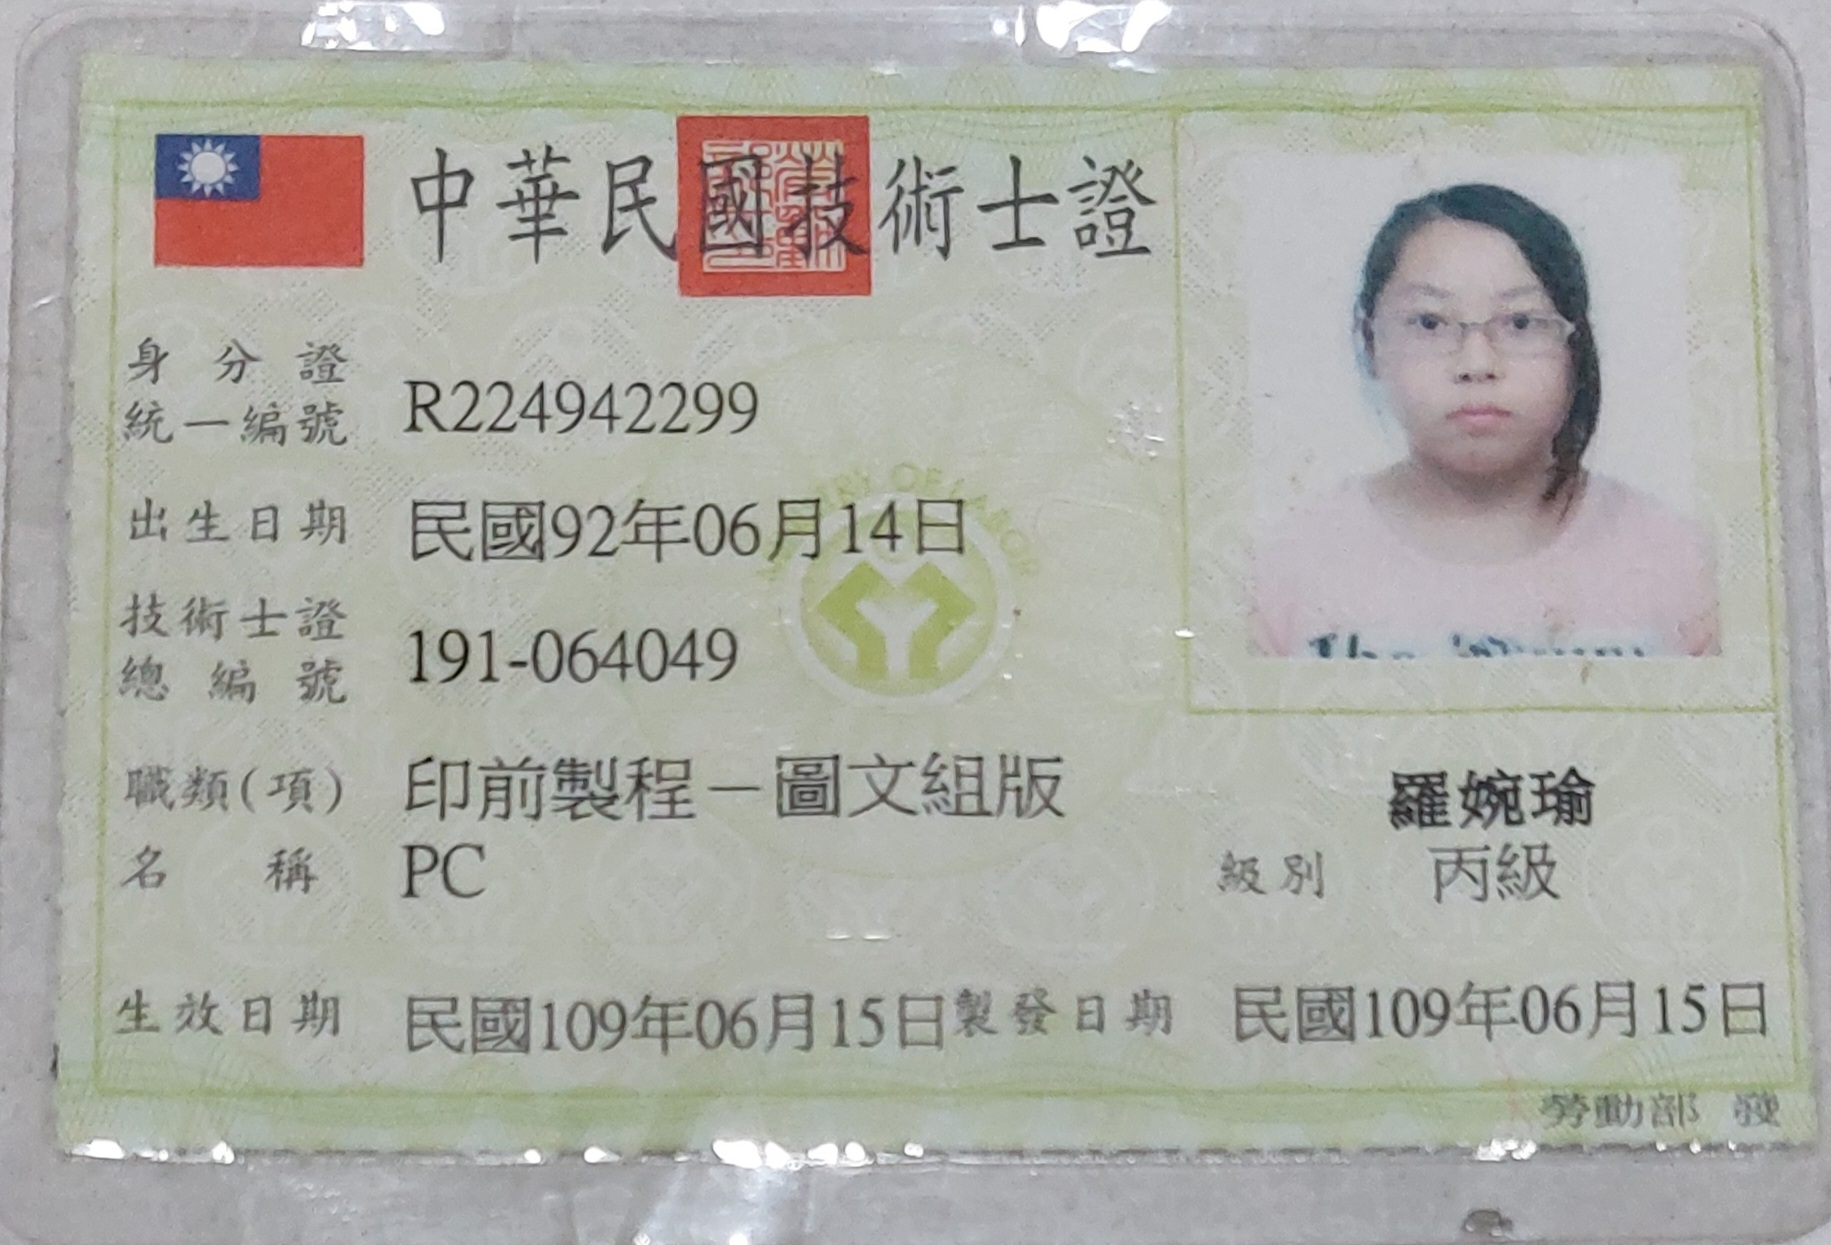 中華民國技術士證
身分證統一編號 R224942299
出生日期 民國92年06月14日
技術士證總編號 191-064049
職類(項)名稱 印前製程－圖文組版
PC
羅婉瑜
級別 丙級
生效日期 民國109年06月15日 製發日期 民國109年06月15日
勞動部 發